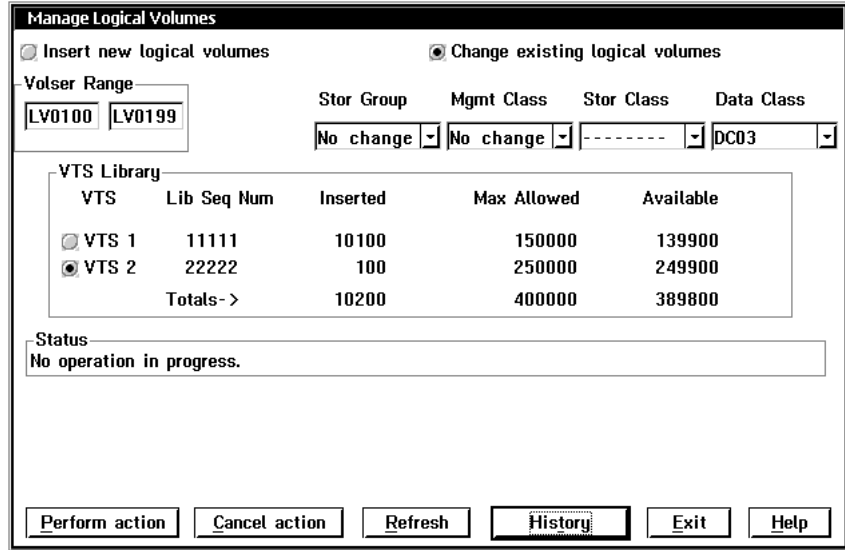 Manage Logical Volumes
Insert new logical volumes Change existing logical volumes
Volser Range
Stor Group Mgmt Class Stor Class Data Class
LV0100 LV0199
No change No change -------- DC03
VTS Library
VTS Lib Seq Num Inserted Max Allowed Available
VTS 1 11111 10100 150000 139900
VTS 2 22222 100 250000 249900
Totals-> 10200 400000 389800
Status
No operation in progress.
Perform action Cancel action Refresh History Exit Help